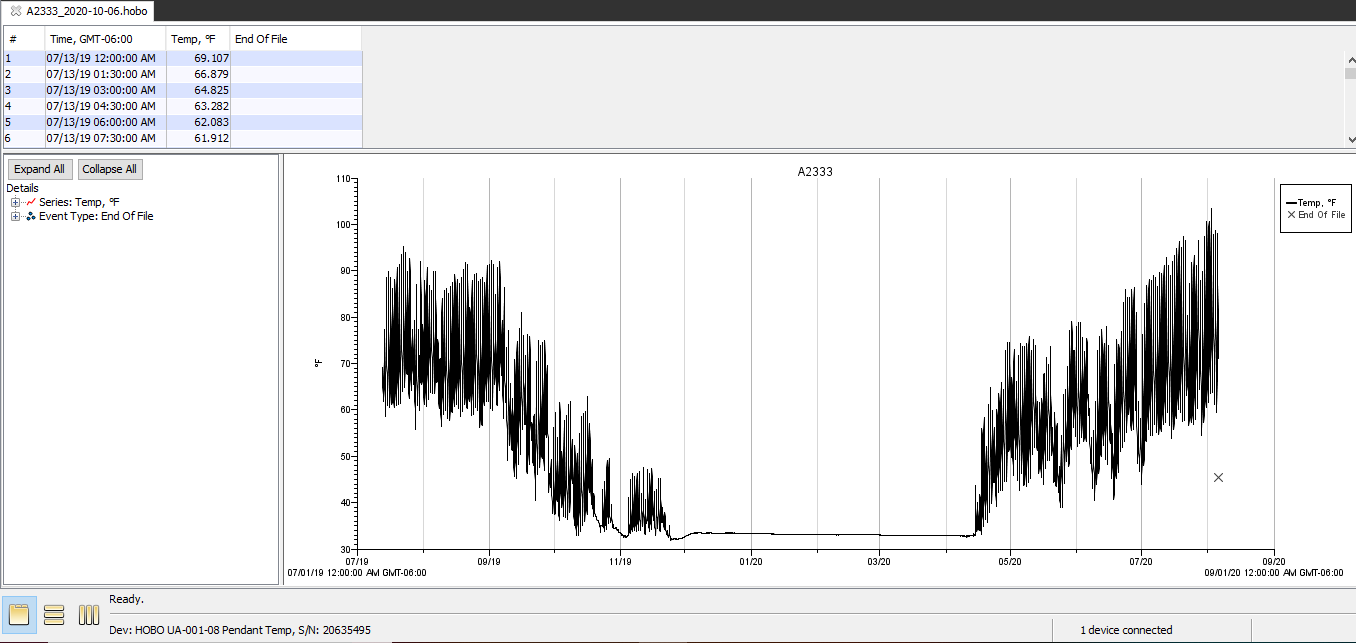 A2333_2020-10-06.hobo
# Time, GMT-06:00 Temp, °F End Of File
1 07/13/19 12:00:00 AM 69.107
2 07/13/19 01:30:00 AM 66.879
3 07/13/19 03:00:00 AM 64.825
4 07/13/19 04:30:00 AM 63.282
5 07/13/19 06:00:00 AM 62.083
6 07/13/19 07:30:00 AM 61.912
Expand All Collapse All
Details
Series: Temp, °F
Event Type: End Of File
A2333
110
100
90
80
70
60
50
40
30
°F
07/19 09/19 11/19 01/20 03/20 05/20 07/20 09/20
07/01/19 12:00:00 AM GMT-06:00 09/01/20 12:00:00 AM GMT-06:00
Temp, °F
End Of File
Ready.
Dev: HOBO UA-001-08 Pendant Temp, S/N: 20635495 1 device connected